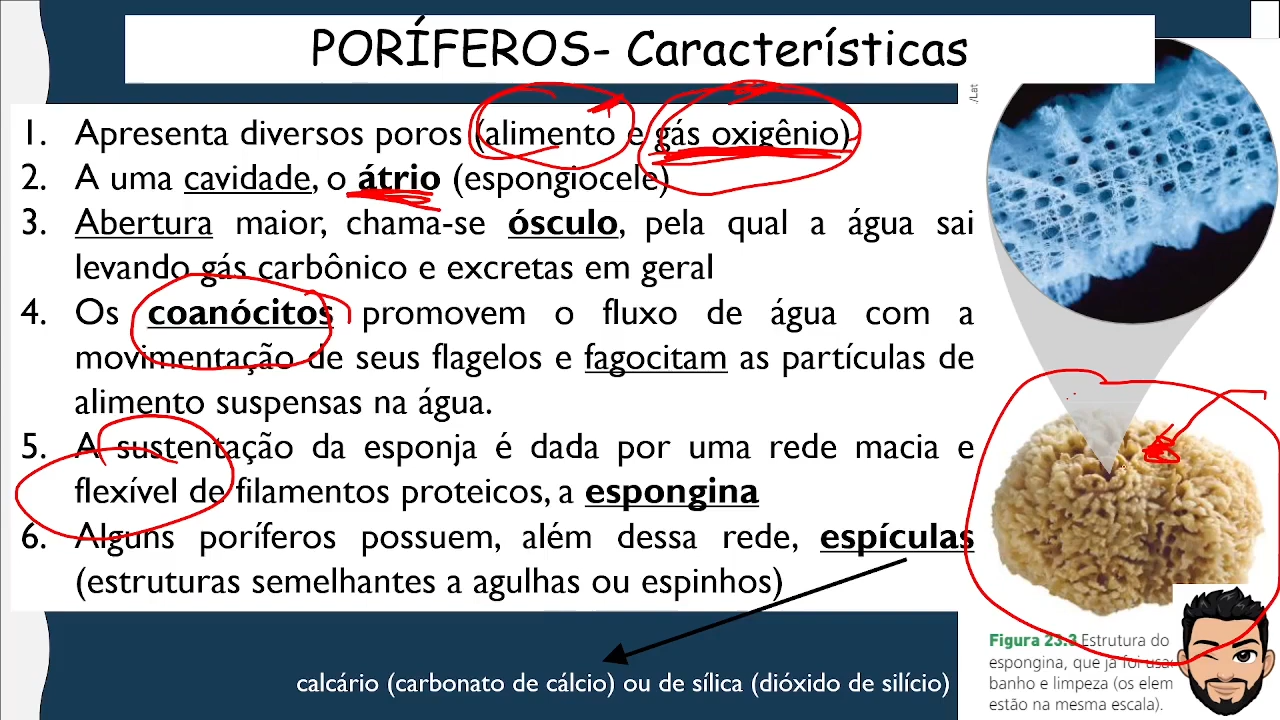 PORÍFEROS- Características
./Lat
1. Apresenta diversos poros (alimento e gás oxigênio)
2. A uma cavidade, o átrio (espongiocele)
3. Abertura maior, chama-se ósculo, pela qual a água sai
levando gás carbônico e excretas em geral
4. Os coanócitos promovem o fluxo de água com a
movimentação de seus flagelos e fagocitam as partículas de
alimento suspensas na água.
5. A sustentação da esponja é dada por uma rede macia e
flexível de filamentos proteicos, a espongina
6. Alguns poríferos possuem, além dessa rede, espículas
(estruturas semelhantes a agulhas ou espinhos)
calcário (carbonato de cálcio) ou de sílica (dióxido de silício)
Figura 23.3 Estrutura do
espongina, que já foi usa
banho e limpeza (os elem
estão na mesma escala).